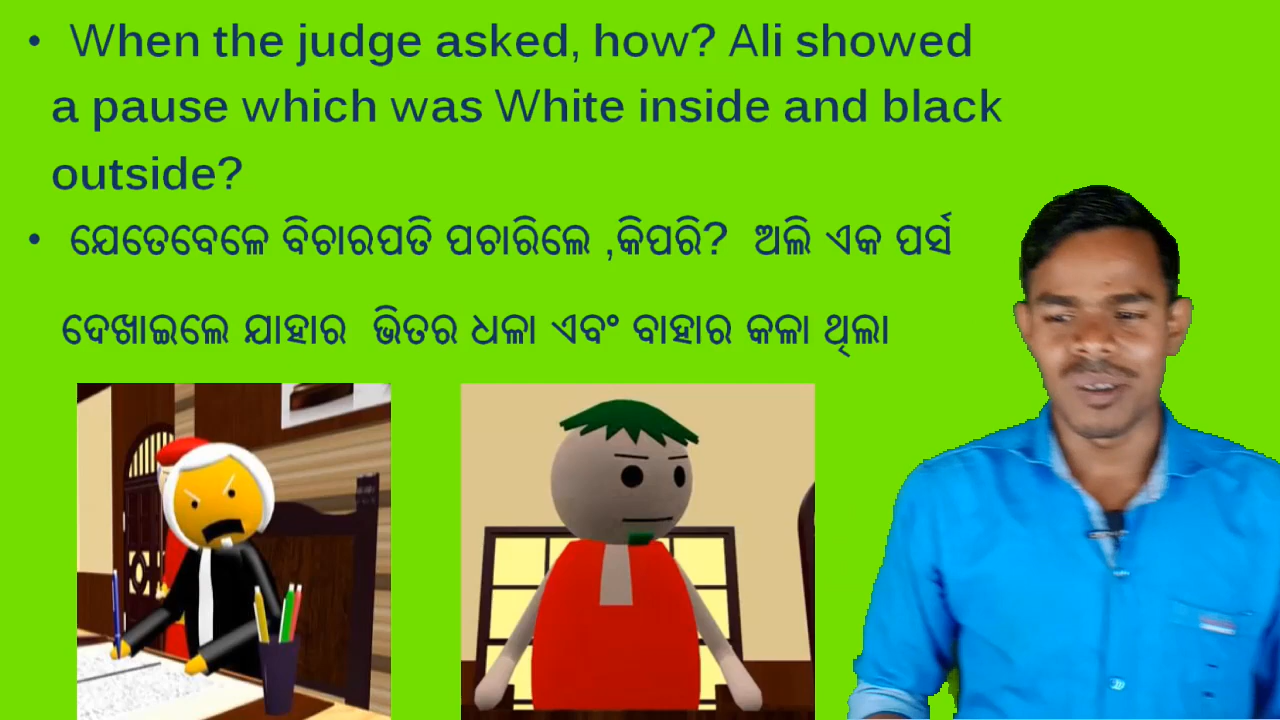 • When the judge asked, how? Ali showed
a pause which was White inside and black
outside?
• ଯେତେବେଳେ ବିଚାରପତି ପଚାରିଲେ ,କିପରି? ଅଲି ଏକ ପର୍ସ
ଦେଖାଇଲେ ଯାହାର ଭିତର ଧଳା ଏବଂ ବାହାର କଳା ଥିଲା